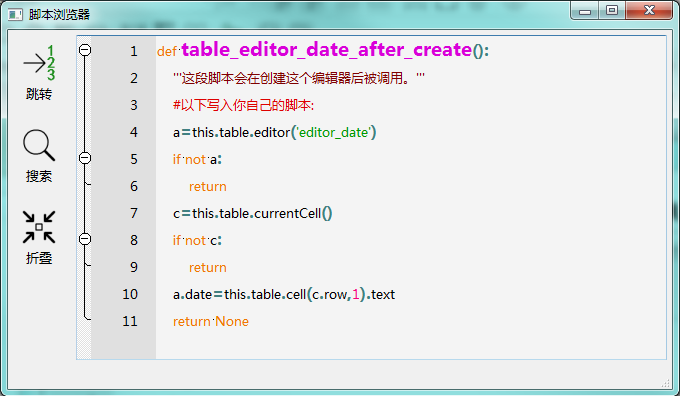 脚本浏览器
1
2
3
跳转
搜索
折叠
1 def table_editor_date_after_create():
2 '''这段脚本会在创建这个编辑器后被调用。'''
3 #以下写入你自己的脚本:
4 a=this.table.editor('editor_date')
5 if not a:
6 return
7 c=this.table.currentCell()
8 if not c:
9 return
10 a.date=this.table.cell(c.row,1).text
11 return None